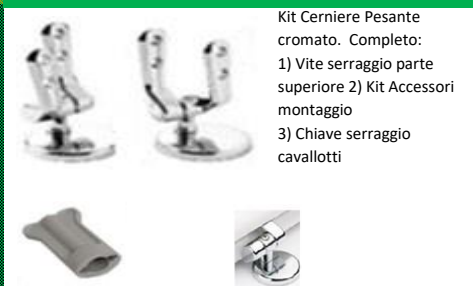 Kit Cerniere Pesante
cromato.  Completo:
1) Vite serraggio parte
superiore 2) Kit Accessori
montaggio
3) Chiave serraggio
cavallotti